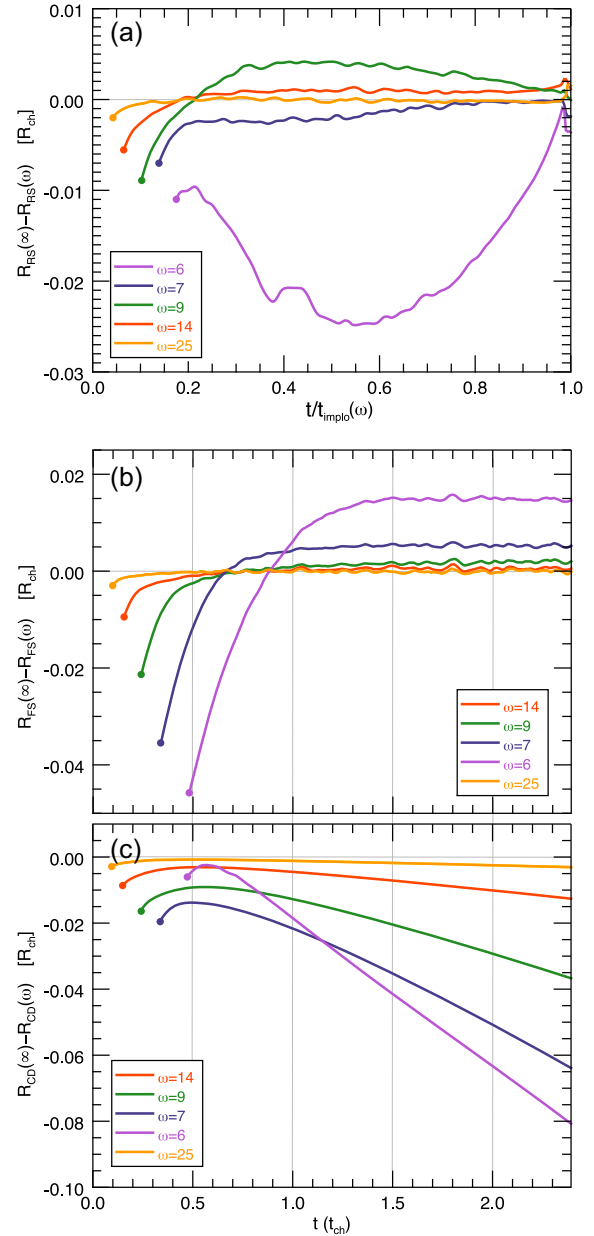 (a)
0.01
0.00
-0.01
-0.02
-0.03
R_RS(∞)−R_RS(ω) [R_ch]
ω=6
ω=7
ω=9
ω=14
ω=25
0.0 0.2 0.4 0.6 0.8 1.0
t/t_implo(ω)
(b)
0.02
0.00
-0.02
-0.04
R_FS(∞)−R_FS(ω) [R_ch]
ω=14
ω=9
ω=7
ω=6
ω=25
(c)
0.00
-0.02
-0.04
-0.06
-0.08
-0.10
R_CD(∞)−R_CD(ω) [R_ch]
ω=14
ω=9
ω=7
ω=6
ω=25
0.0 0.5 1.0 1.5 2.0
t (t_ch)